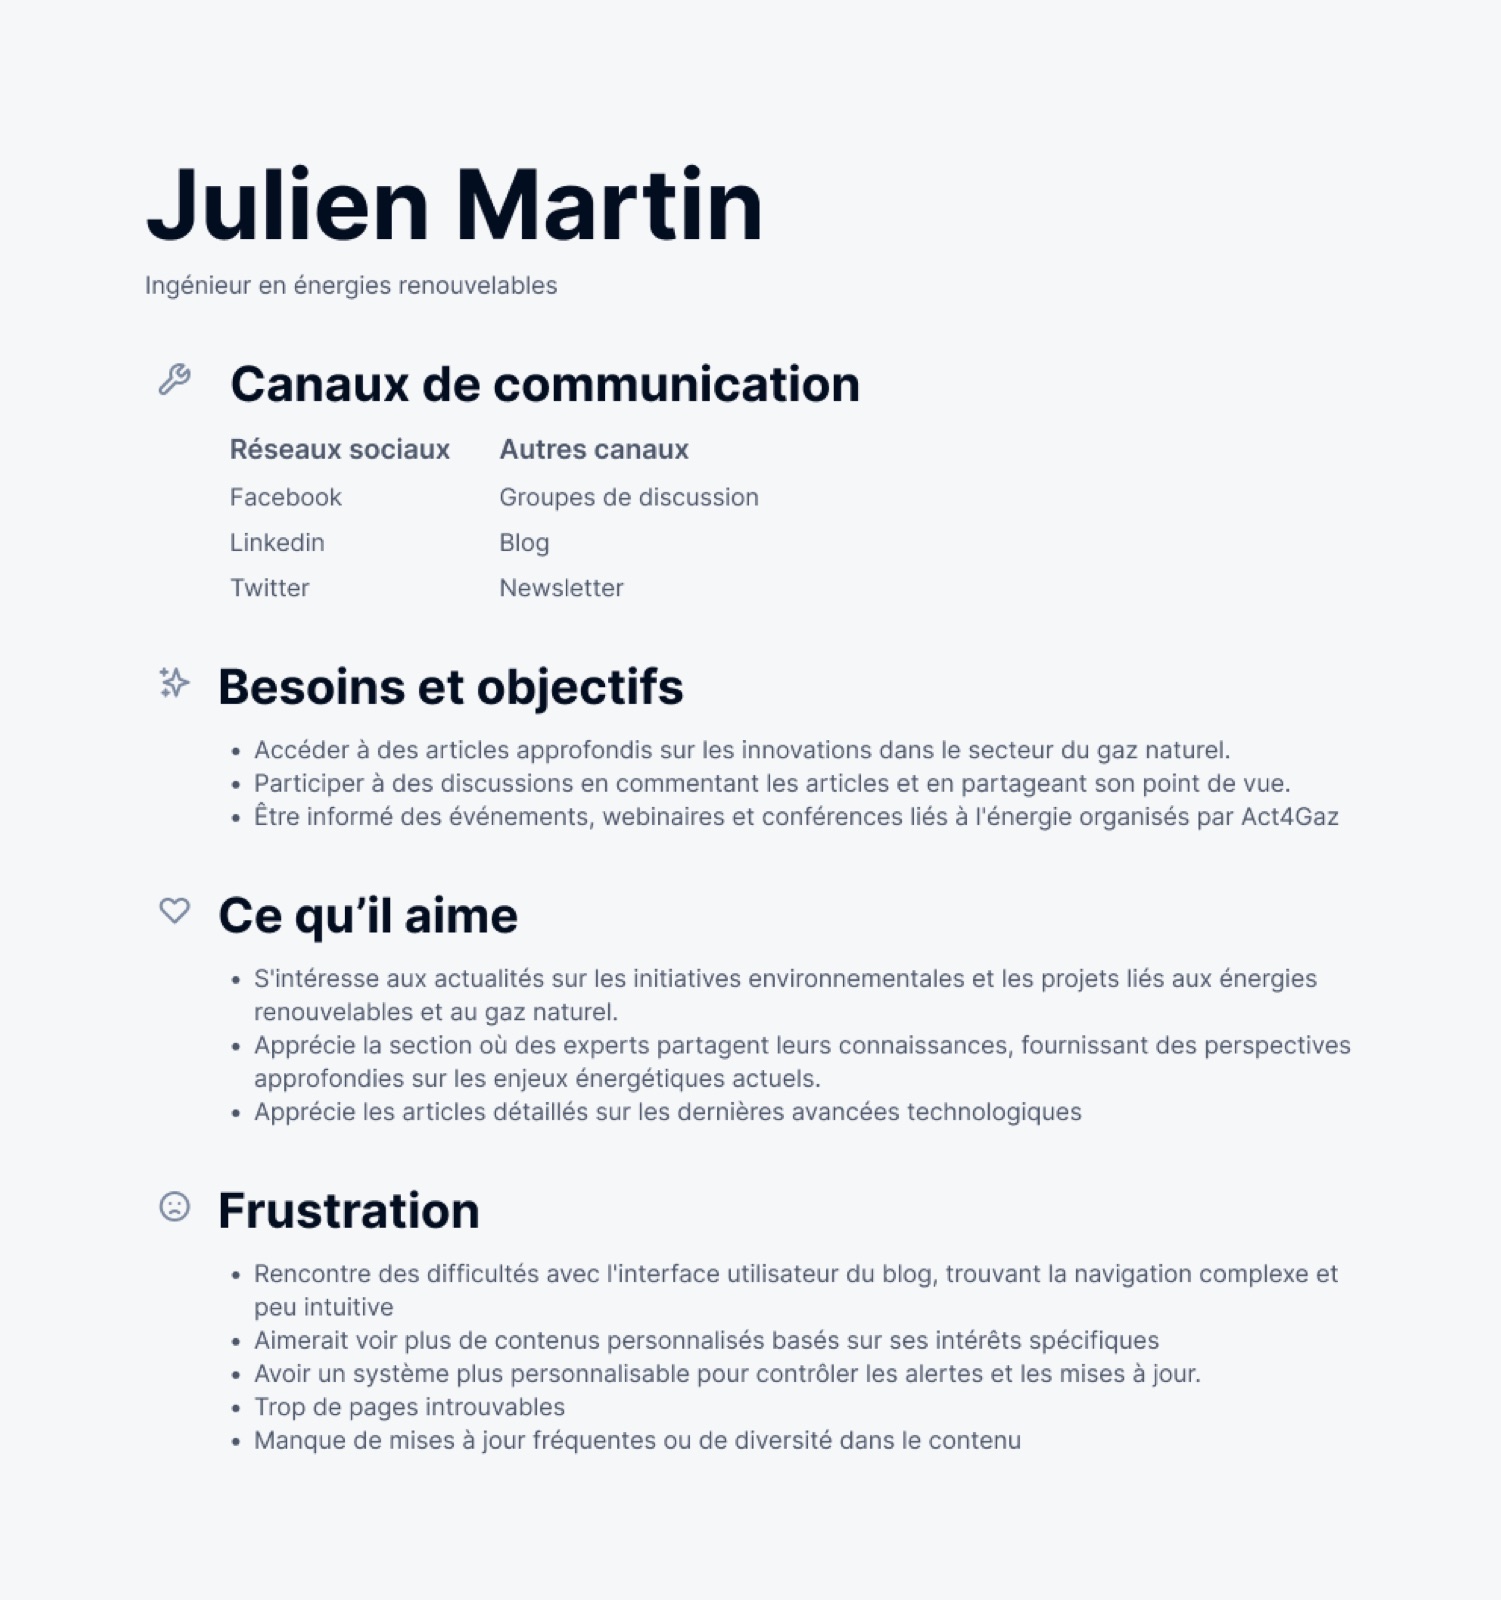 Julien Martin
Ingénieur en énergies renouvelables
Canaux de communication
Réseaux sociaux
Facebook
Linkedin
Twitter
Autres canaux
Groupes de discussion
Blog
Newsletter
Besoins et objectifs
• Accéder à des articles approfondis sur les innovations dans le secteur du gaz naturel.
• Participer à des discussions en commentant les articles et en partageant son point de vue.
• Être informé des événements, webinaires et conférences liés à l'énergie organisés par Act4Gaz
Ce qu’il aime
• S'intéresse aux actualités sur les initiatives environnementales et les projets liés aux énergies
renouvelables et au gaz naturel.
• Apprécie la section où des experts partagent leurs connaissances, fournissant des perspectives
approfondies sur les enjeux énergétiques actuels.
• Apprécie les articles détaillés sur les dernières avancées technologiques
Frustration
• Rencontre des difficultés avec l'interface utilisateur du blog, trouvant la navigation complexe et
peu intuitive
• Aimerait voir plus de contenus personnalisés basés sur ses intérêts spécifiques
• Avoir un système plus personnalisable pour contrôler les alertes et les mises à jour.
• Trop de pages introuvables
• Manque de mises à jour fréquentes ou de diversité dans le contenu